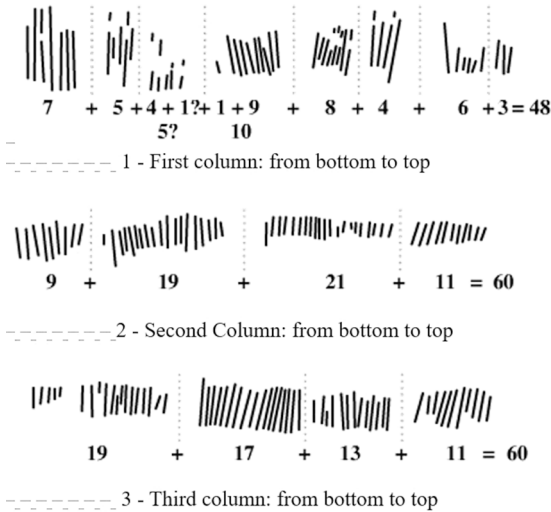 7 + 5 + 4 + 1?+ 1 + 9 + 8 + 4 + 6 + 3 = 48
5? 10
1 - First column: from bottom to top
9 + 19 + 21 + 11 = 60
2 - Second Column: from bottom to top
19 + 17 + 13 + 11 = 60
3 - Third column: from bottom to top